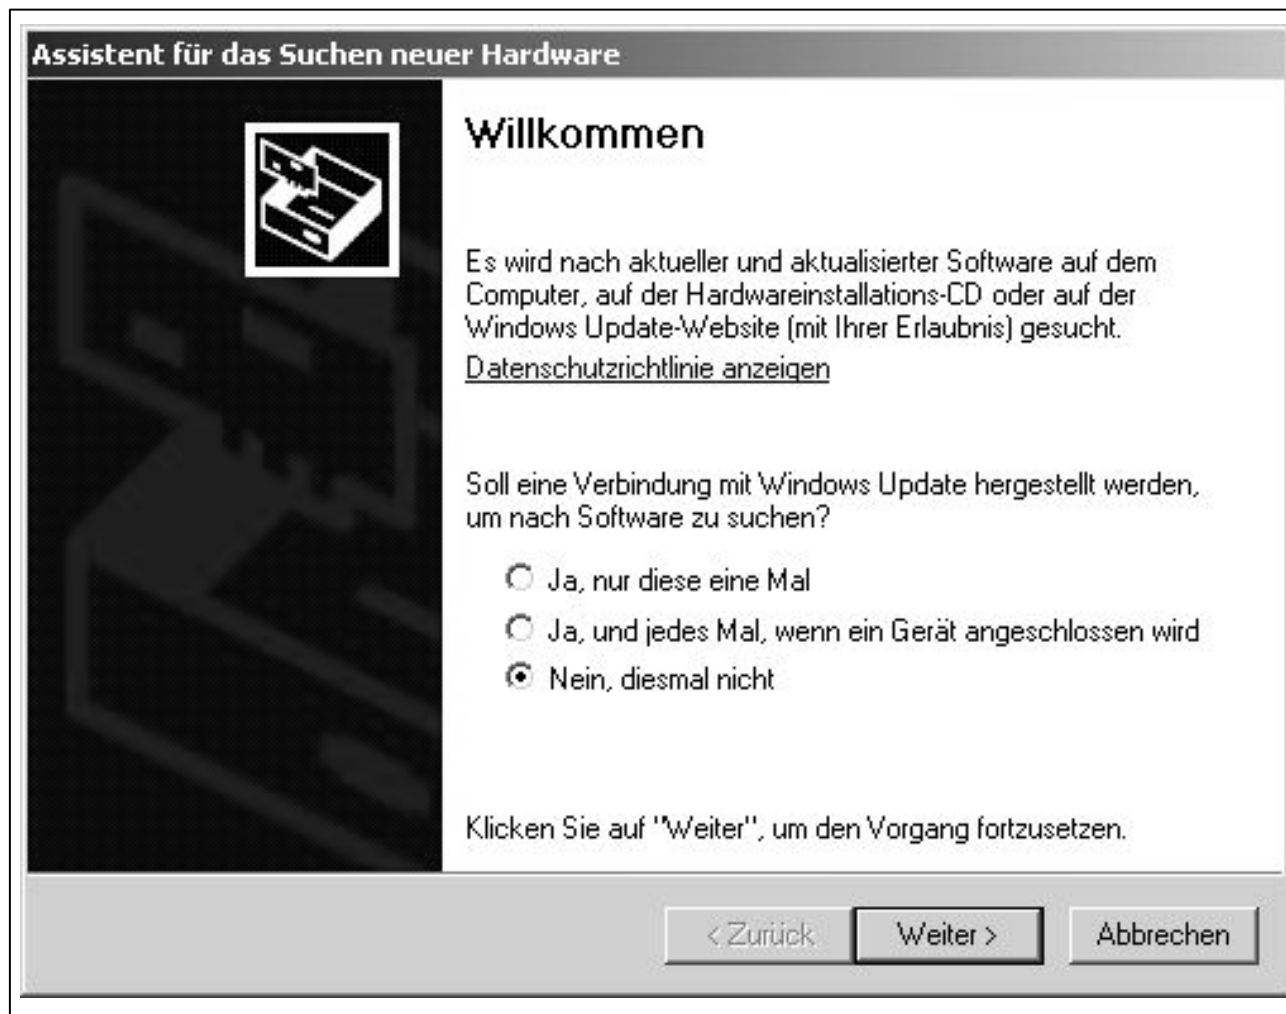 Assistent für das Suchen neuer Hardware
Willkommen
Es wird nach aktueller und aktualisierter Software auf dem
Computer, auf der Hardwareinstallations-CD oder auf der
Windows Update-Website (mit Ihrer Erlaubnis) gesucht.
Datenschutzrichtlinie anzeigen
Soll eine Verbindung mit Windows Update hergestellt werden,
um nach Software zu suchen?
Ja, nur diese eine Mal
Ja, und jedes Mal, wenn ein Gerät angeschlossen wird
Nein, diesmal nicht
Klicken Sie auf "Weiter", um den Vorgang fortzusetzen.
< Zurück Weiter > Abbrechen